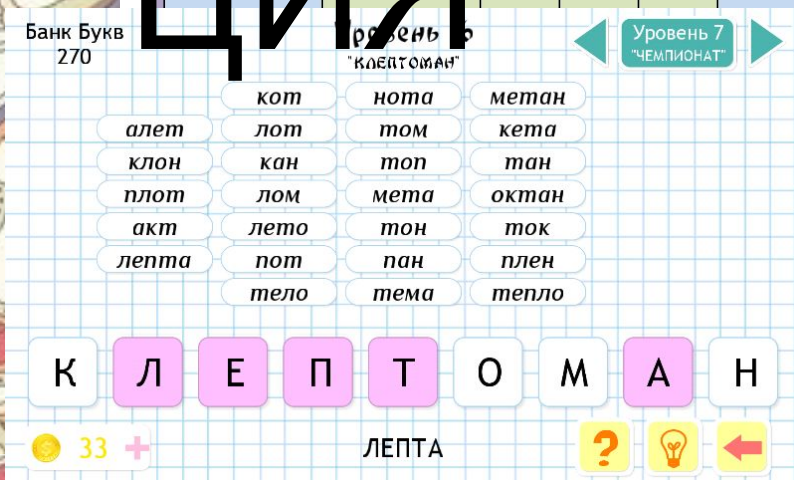 ЦИЯ
Банк Букв
270
"КЛЕПТОМАН"
Уровень 7
"ЧЕМПИОНАТ"
кот нота метан
алет лот том кета
клон кан топ тан
плот лом мета октан
акт лето тон ток
лепта пот пан плен
тело тема тепло
К Л Е П Т О М А Н
33 + ЛЕПТА ?